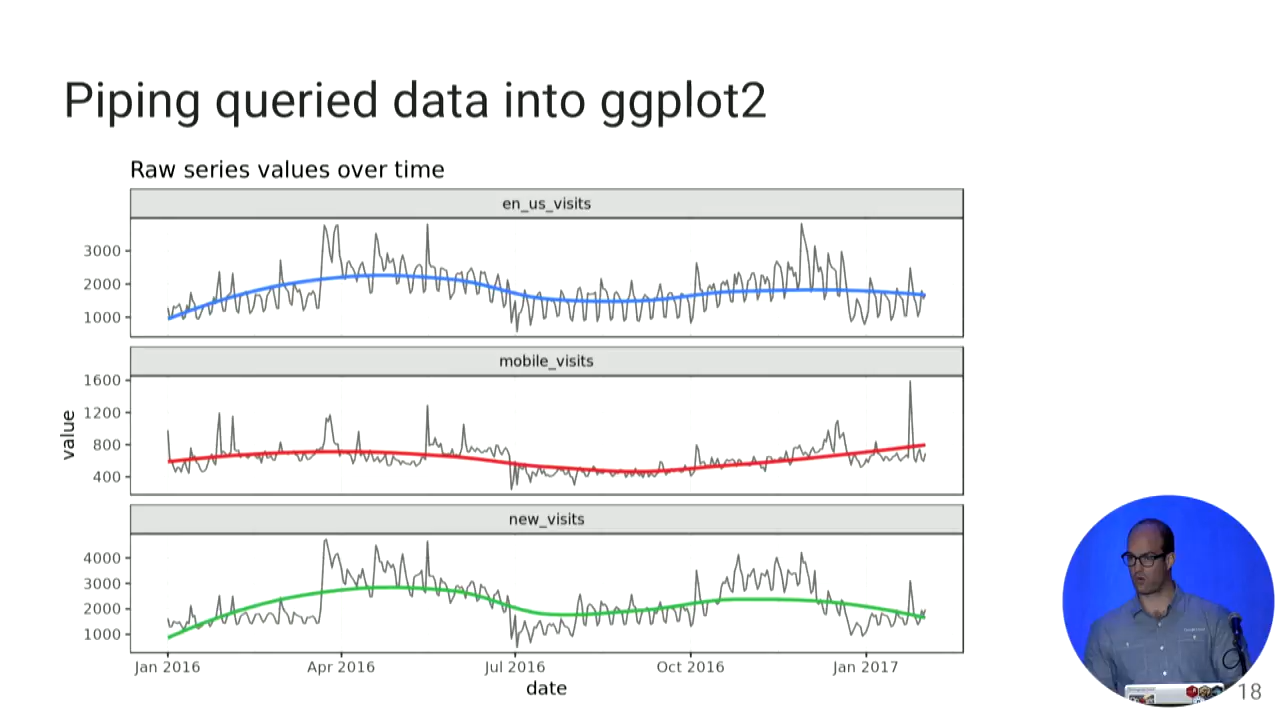 Piping queried data into ggplot2
Raw series values over time
en_us_visits
3000
2000
1000
mobile_visits
1600
1200
800
400
value
new_visits
4000
3000
2000
1000
Jan 2016
Apr 2016
Jul 2016
Oct 2016
Jan 2017
date
18